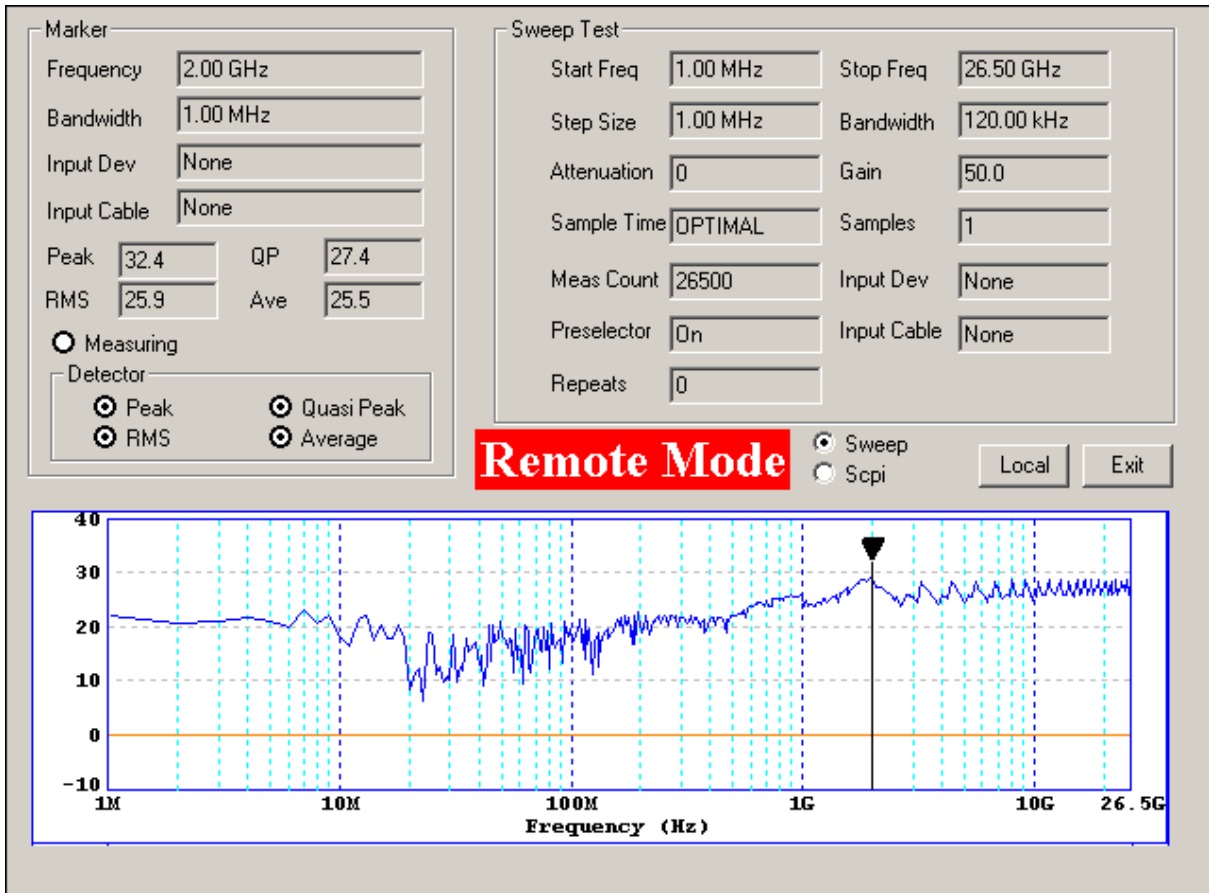 Marker
Frequency 2.00 GHz
Bandwidth 1.00 MHz
Input Dev None
Input Cable None
Peak 32.4 QP 27.4
RMS 25.9 Ave 25.5
Measuring
Detector
Peak Quasi Peak
RMS Average
Sweep Test
Start Freq 1.00 MHz Stop Freq 26.50 GHz
Step Size 1.00 MHz Bandwidth 120.00 kHz
Attenuation 0 Gain 50.0
Sample Time OPTIMAL Samples 1
Meas Count 26500 Input Dev None
Preselector On Input Cable None
Repeats 0
Remote Mode
Sweep
Scpi
Local Exit
40
30
20
10
0
-10
1M 10M 100M 1G 10G 26.5G
Frequency (Hz)